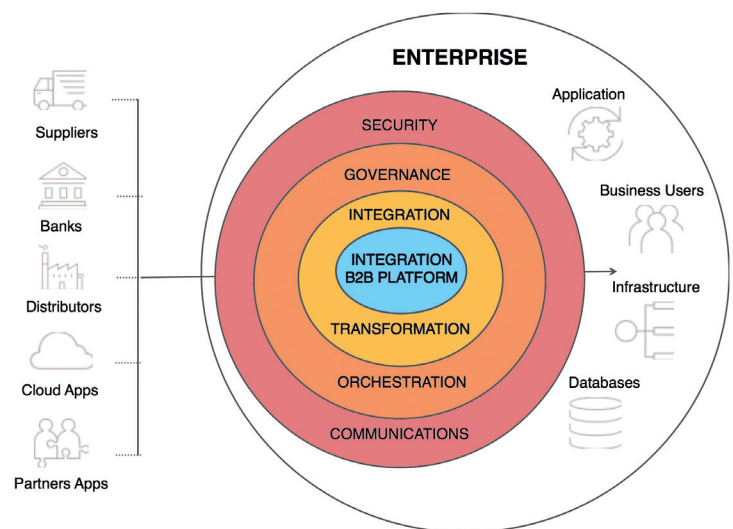 ENTERPRISE
Suppliers
Banks
Distributors
Cloud Apps
Partners Apps
SECURITY
GOVERNANCE
INTEGRATION
INTEGRATION
B2B PLATFORM
TRANSFORMATION
ORCHESTRATION
COMMUNICATIONS
Application
Business Users
Infrastructure
Databases